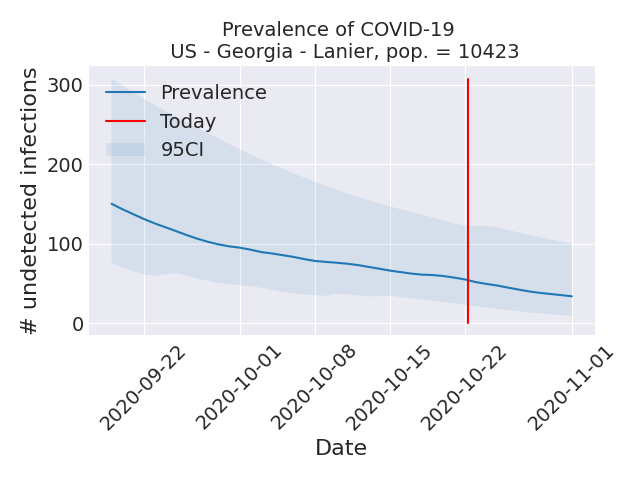 Prevalence of COVID-19
US - Georgia - Lanier, pop. = 10423
# undetected infections
300
200
100
0
Prevalence
Today
95CI
2020-09-22
2020-10-01
2020-10-08
2020-10-15
2020-10-22
2020-11-01
Date